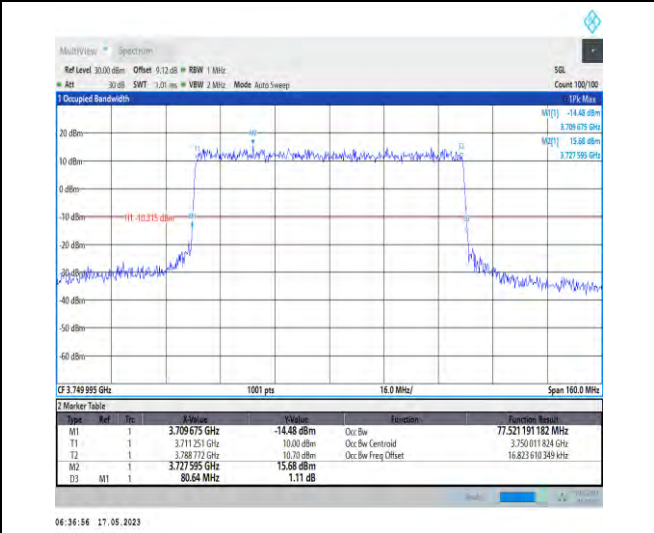 MultiView Spectrum
Ref Level 30.00 dBm Offset 9.12 dB RBW 1 MHz SGL
Att 30 dB SWT 1.01 ms VBW 2 MHz Mode Auto Sweep Count 100/100
1 Occupied Bandwidth 1Pk Max
M1[1] -14.48 dBm
3.709 675 GHz
M2[1] 15.68 dBm
3.727 595 GHz
20 dBm
10 dBm
0 dBm
-10 dBm
H1 -10.315 dBm
-20 dBm
-30 dBm
-40 dBm
-50 dBm
-60 dBm
M2
T1
M1
CF 3.749 995 GHz 1001 pts 16.0 MHz/ Span 160.0 MHz
2 Marker Table
Type Ref Trc X-Value Y-Value Function Function Result
M1 1 3.709 675 GHz -14.48 dBm Occ Bw 77.521 191 182 MHz
T1 1 3.711 251 GHz 10.00 dBm Occ Bw Centroid 3.750 011 824 GHz
T2 1 3.788 772 GHz 10.70 dBm Occ Bw Freq Offset 16.823 610 349 kHz
M2 1 3.727 595 GHz 15.68 dBm
D3 M1 1 80.64 MHz 1.11 dB
06:36:56 17.05.2023